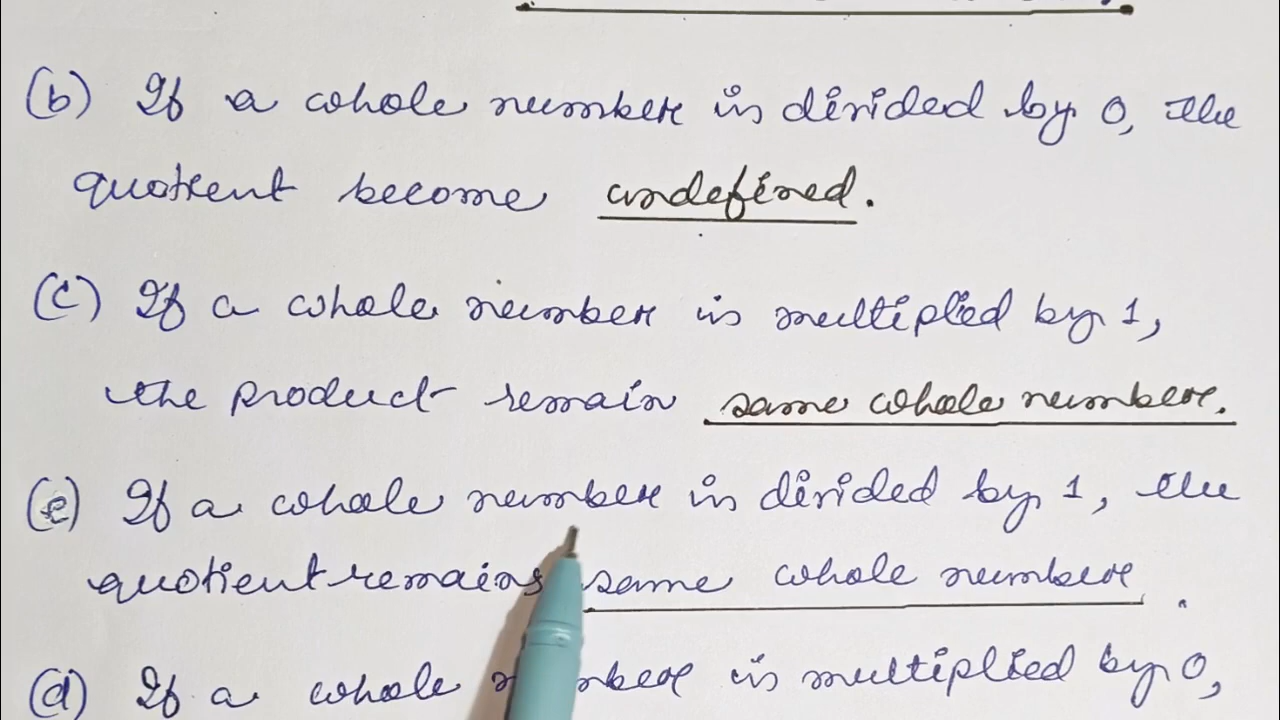 (b) If a whole number is divided by 0, the
quotient become undefined.
(c) If a whole number is multiplied by 1,
the product remain same whole number.
(e) If a whole number is divided by 1, the
quotient remains same whole number.
(d) If a whole number is multiplied by 0,